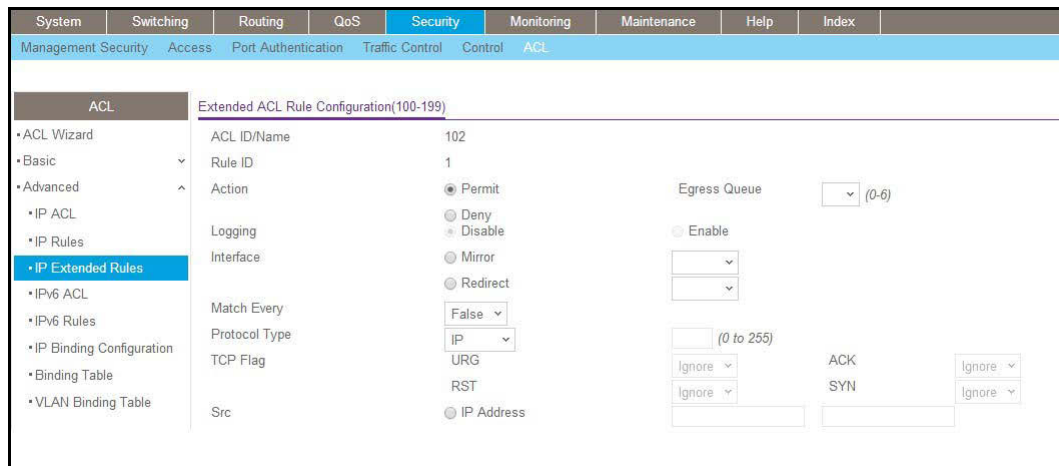 System Switching Routing QoS Security Monitoring Maintenance Help Index
Management Security Access Port Authentication Traffic Control Control ACL
ACL
• ACL Wizard
• Basic
• Advanced
• IP ACL
• IP Rules
• IP Extended Rules
• IPv6 ACL
• IPv6 Rules
• IP Binding Configuration
• Binding Table
• VLAN Binding Table
Extended ACL Rule Configuration(100-199)
ACL ID/Name 102
Rule ID 1
Action Permit Egress Queue (0-6)
Deny
Logging Disable Enable
Interface Mirror
Redirect
Match Every False
Protocol Type IP (0 to 255)
TCP Flag URG Ignore ACK Ignore
RST Ignore SYN Ignore
Src IP Address